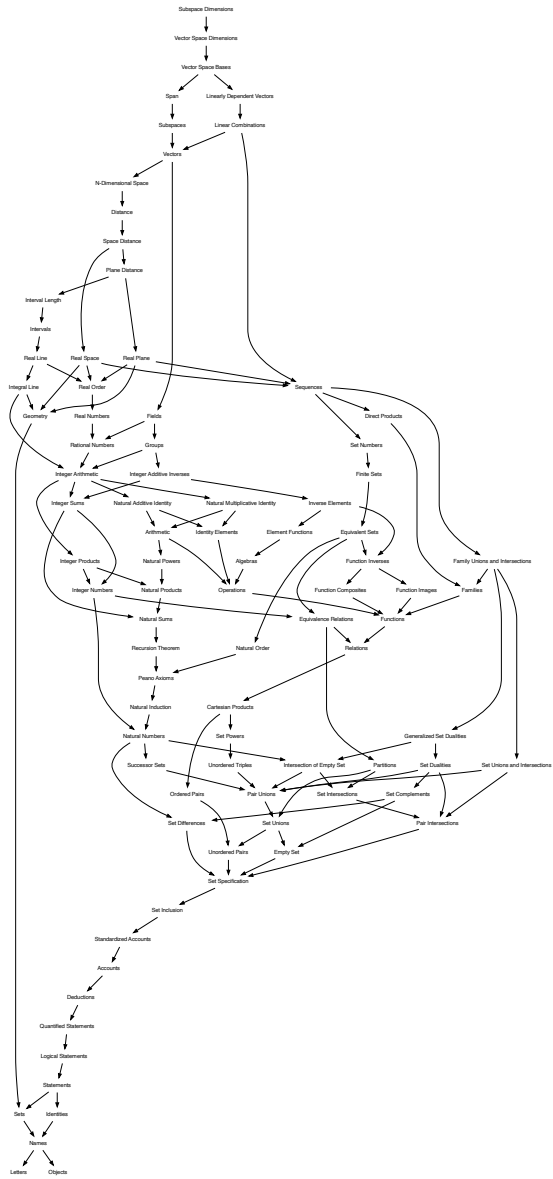 Subspace Dimensions
Vector Space Dimensions
Vector Space Bases
Span Linearly Dependent Vectors
Subspaces Linear Combinations
Vectors
N-Dimensional Space
Distance
Space Distance
Plane Distance
Interval Length
Intervals
Real Line Real Space Real Plane
Integral Line Real Order Sequences
Geometry Real Numbers Fields Direct Products
Rational Numbers Groups Set Numbers
Integer Arithmetic Integer Additive Inverses Finite Sets
Integer Sums Natural Additive Identity Natural Multiplicative Identity Inverse Elements
Arithmetic Identity Elements Element Functions Equivalent Sets
Integer Products Natural Powers Algebras Function Inverses Family Unions and Intersections
Integer Numbers Natural Products Operations Function Composites Function Images Families
Natural Sums Equivalence Relations Functions
Recursion Theorem Natural Order Relations
Peano Axioms
Natural Induction Cartesian Products
Natural Numbers Set Powers Generalized Set Dualities
Successor Sets Unordered Triples Intersection of Empty Set Partitions Set Dualities Set Unions and Intersections
Ordered Pairs Pair Unions Set Intersections Set Complements
Set Differences Set Unions Pair Intersections
Unordered Pairs Empty Set
Set Specification
Set Inclusion
Standardized Accounts
Accounts
Deductions
Quantified Statements
Logical Statements
Statements
Sets Identities
Names
Letters Objects